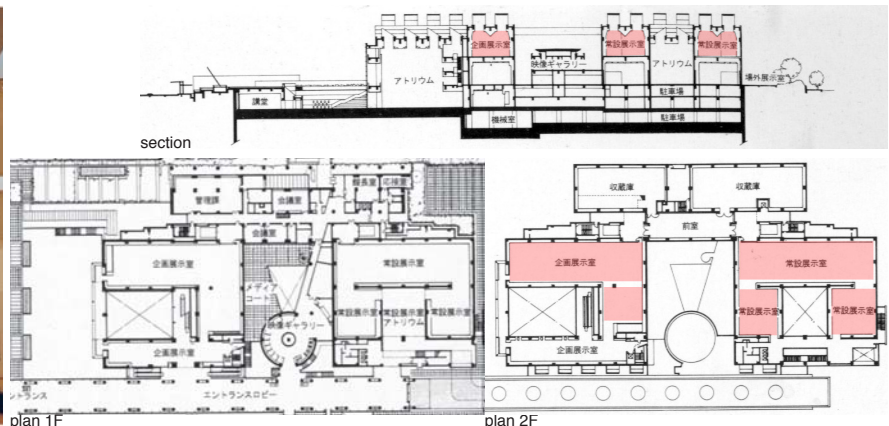 企画展示室
常設展示室
常設展示室
映像ギャラリー
アトリウム
アトリウム
場外展示室
講堂
駐車場
機械室
駐車場
section
管理課
会議室
館長室
応接室
会議室
企画展示室
メディア
コート
常設展示室
映像ギャラリー
常設展示室
常設展示室
アトリウム
常設展示室
企画展示室
ントランス
エントランスロビー
plan 1F
収蔵庫
収蔵庫
前室
企画展示室
常設展示室
常設展示室
常設展示室
企画展示室
plan 2F